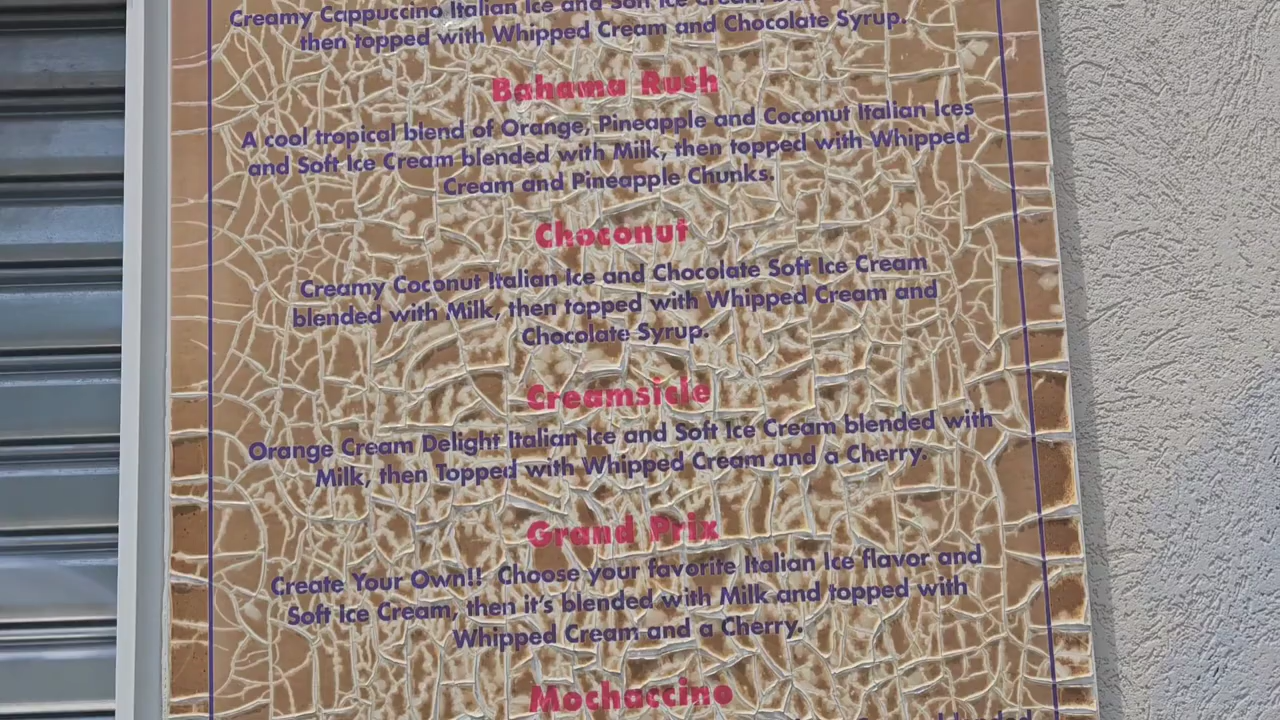 Creamy Cappuccino Italian Ice and Soft Ice Cream
then topped with Whipped Cream and Chocolate Syrup.
Bahama Rush
A cool tropical blend of Orange, Pineapple and Coconut Italian Ices
and Soft Ice Cream blended with Milk, then topped with Whipped
Cream and Pineapple Chunks.
Choconut
Creamy Coconut Italian Ice and Chocolate Soft Ice Cream
blended with Milk, then topped with Whipped Cream and
Chocolate Syrup.
Creamsicle
Orange Cream Delight Italian Ice and Soft Ice Cream blended with
Milk, then Topped with Whipped Cream and a Cherry.
Grand Prix
Create Your Own!! Choose your favorite Italian Ice flavor and
Soft Ice Cream, then it's blended with Milk and topped with
Whipped Cream and a Cherry.
Mochaccino
blended